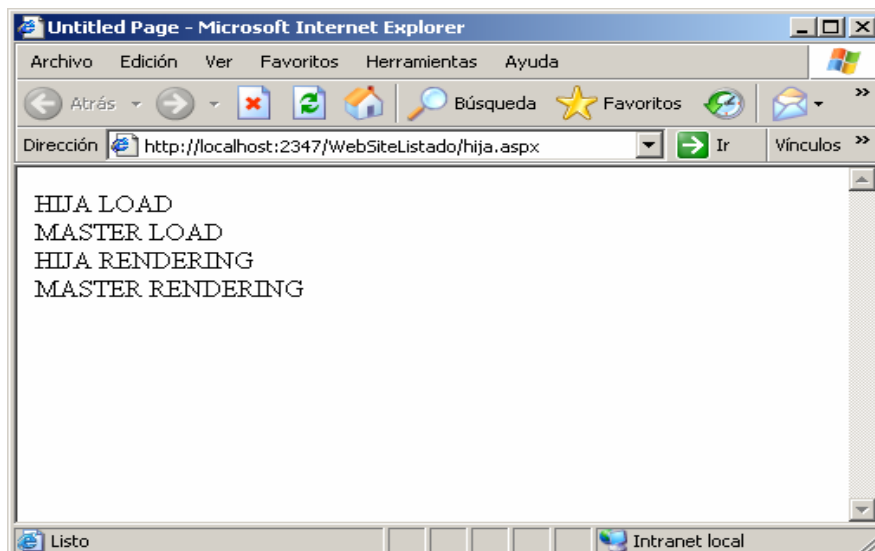 Untitled Page - Microsoft Internet Explorer
Archivo Edición Ver Favoritos Herramientas Ayuda
Atrás Búsqueda Favoritos »
Dirección http://localhost:2347/WebSiteListado/hija.aspx Ir Vínculos »
HIJA LOAD
MASTER LOAD
HIJA RENDERING
MASTER RENDERING
Listo Intranet local